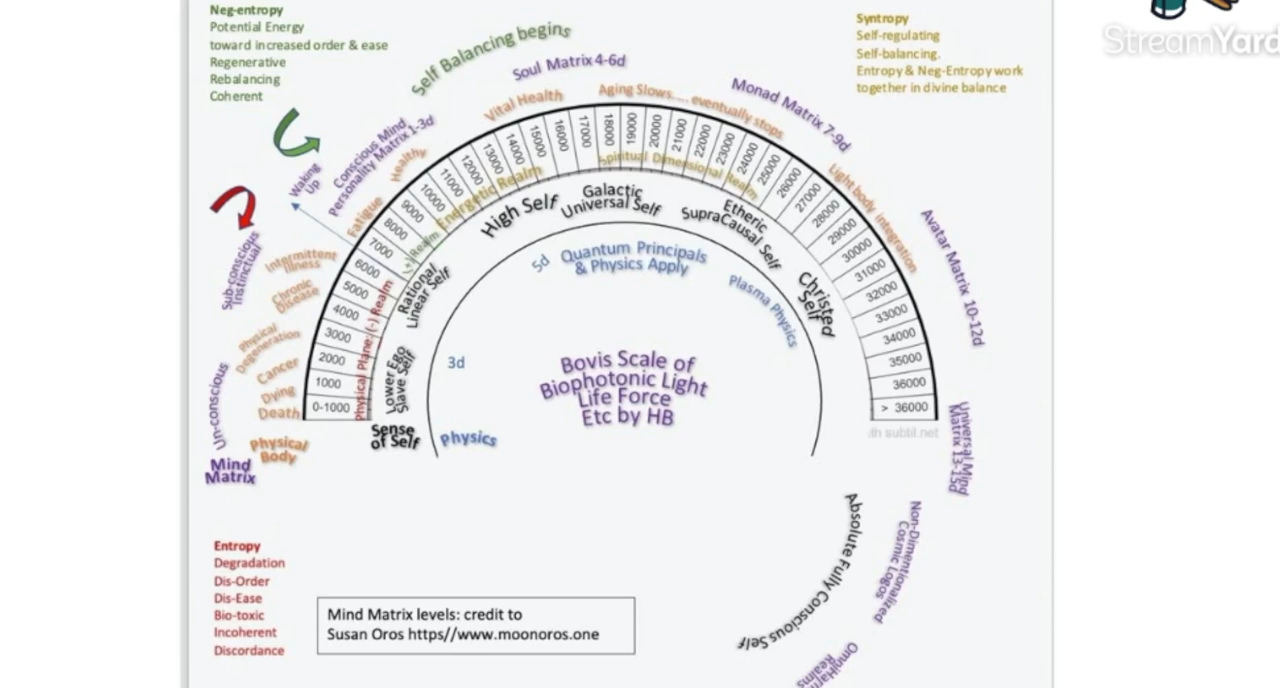 Neg-entropy
Potential Energy
toward increased order & ease
Regenerative
Rebalancing
Coherent
Self Balancing begins
Soul Matrix 4-6d
Vital Health
Aging Slows.... eventually stops
Monad Matrix 7-9d
Syntropy
Self-regulating
Self-balancing.
Entropy & Neg-Entropy work
together in divine balance
StreamYard
Waking
Up
Conscious Mind
Personality Matrix 1-3d
Healthy
Fatigue
Sub-conscious
Instinctual
Intermittent
Illness
Chronic
Disease
Physical
Degeneration
Cancer
Dying
Death
Un-conscious
Physical
Body
Mind
Matrix
0-1000
1000
2000
3000
4000
5000
6000
7000
8000
9000
10000
11000
12000
13000
14000
15000
16000
17000
18000
19000
20000
21000
22000
23000
24000
25000
26000
27000
28000
29000
30000
31000
32000
33000
34000
35000
36000
> 36000
Light body integration
Avatar Matrix 10-12d
Universal Mind
Matrix 13-15d
Physical Plane (-) Realm
(+) Realm
Energetic Realm
Spiritual Dimensional Realm
Sense
of Self
Lower Ego
Slave Self
Rational
Linear Self
High Self
Galactic
Universal Self
Etheric
SupraCausal Self
Christed
Self
Physics
3d
5d
Quantum Principals
& Physics Apply
Plasma Physics
Bovis Scale of
Biophotonic Light
Life Force
Etc by HB
th subtil.net
Absolute Fully Conscious Self
Non-Dimentionalized
Cosmic Logos
Realms
Entropy
Degradation
Dis-Order
Dis-Ease
Bio-toxic
Incoherent
Discordance
Mind Matrix levels: credit to
Susan Oros https//www.moonoros.one